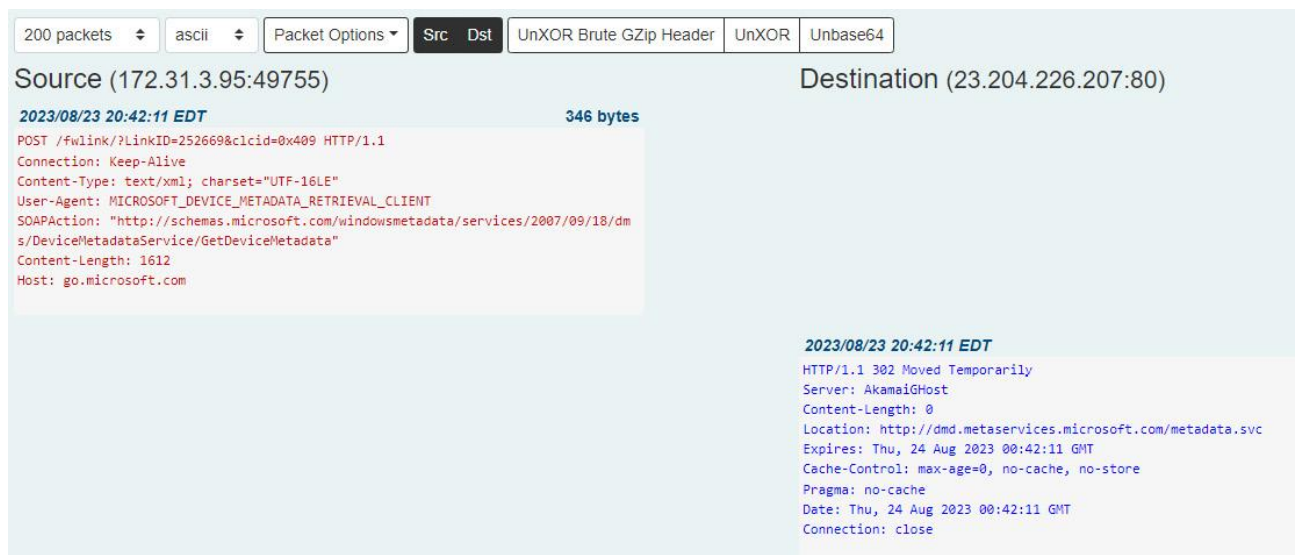 200 packets ascii Packet Options Src Dst UnXOR Brute GZip Header UnXOR Unbase64
Source (172.31.3.95:49755) Destination (23.204.226.207:80)
2023/08/23 20:42:11 EDT 346 bytes
POST /fwlink/?LinkID=252669&clcid=0x409 HTTP/1.1
Connection: Keep-Alive
Content-Type: text/xml; charset="UTF-16LE"
User-Agent: MICROSOFT_DEVICE_METADATA_RETRIEVAL_CLIENT
SOAPAction: "http://schemas.microsoft.com/windowsmetadata/services/2007/09/18/dm
s/DeviceMetadataService/GetDeviceMetadata"
Content-Length: 1612
Host: go.microsoft.com
2023/08/23 20:42:11 EDT
HTTP/1.1 302 Moved Temporarily
Server: AkamaiGHost
Content-Length: 0
Location: http://dmd.metaservices.microsoft.com/metadata.svc
Expires: Thu, 24 Aug 2023 00:42:11 GMT
Cache-Control: max-age=0, no-cache, no-store
Pragma: no-cache
Date: Thu, 24 Aug 2023 00:42:11 GMT
Connection: close